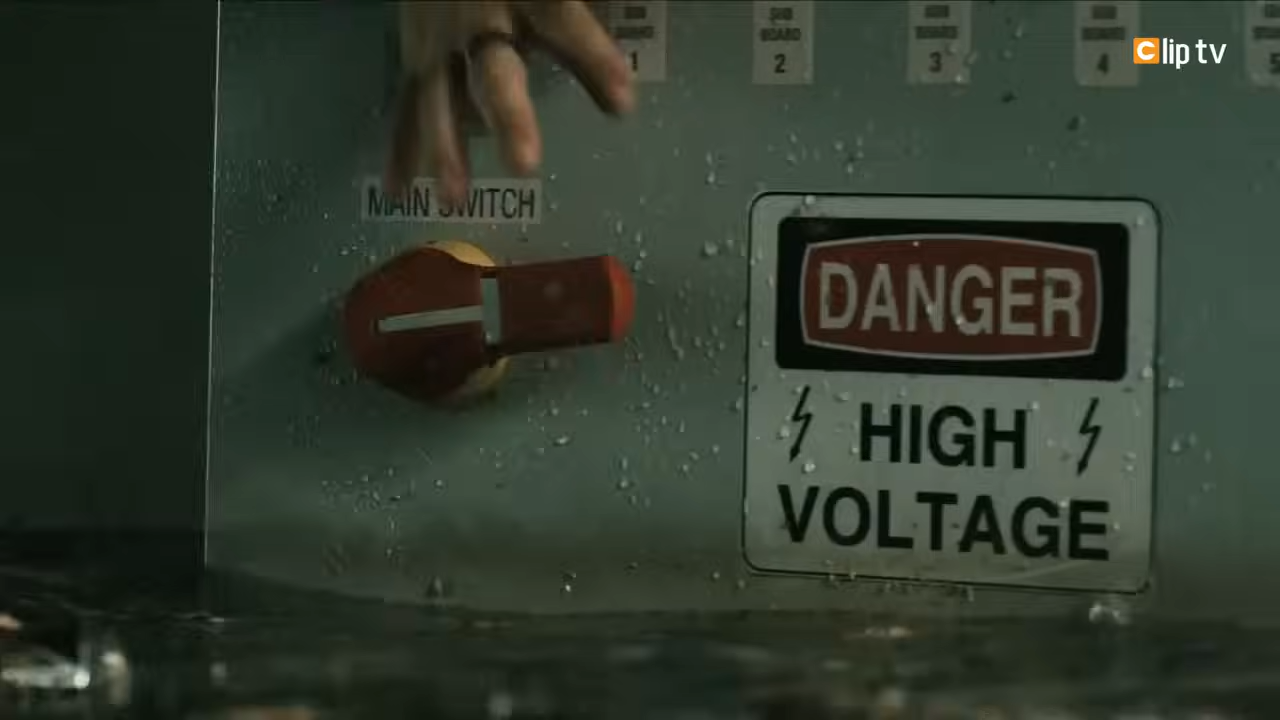 SUB BOARD 2
3
4
1
Clip tv
MAIN SWITCH
DANGER
HIGH
VOLTAGE